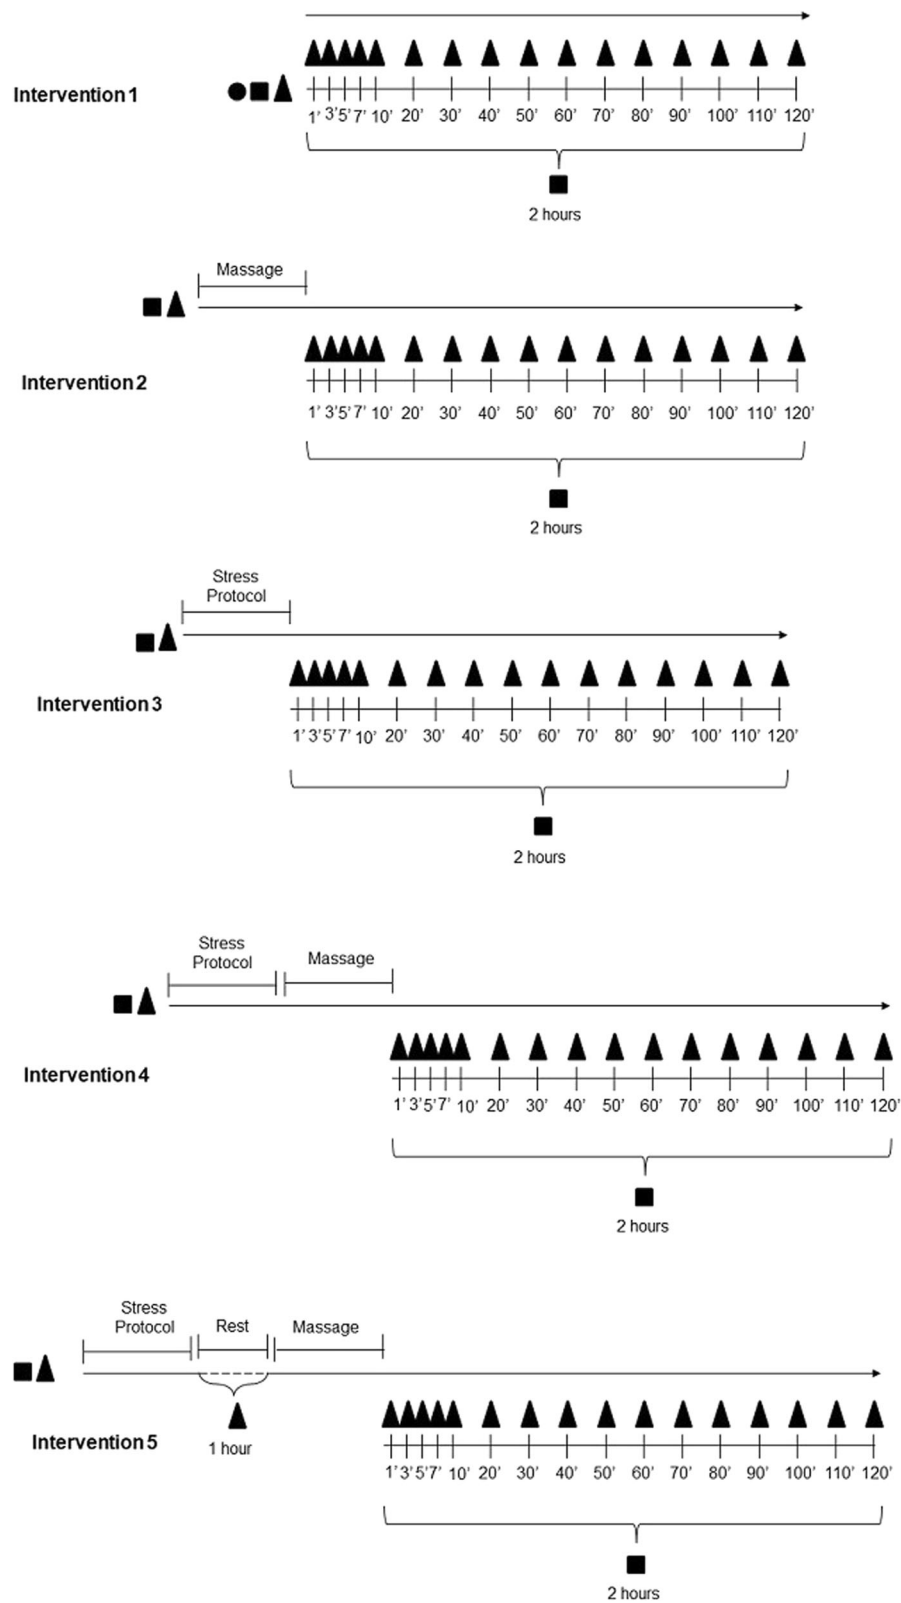 Intervention 1
1' 3' 5' 7' 10' 20' 30' 40' 50' 60' 70' 80' 90' 100' 110' 120'
2 hours
Massage
Intervention 2
1' 3' 5' 7' 10' 20' 30' 40' 50' 60' 70' 80' 90' 100' 110' 120'
2 hours
Stress
Protocol
Intervention 3
1' 3' 5' 7' 10' 20' 30' 40' 50' 60' 70' 80' 90' 100' 110' 120'
2 hours
Stress
Protocol
Massage
Intervention 4
1' 3' 5' 7' 10' 20' 30' 40' 50' 60' 70' 80' 90' 100' 110' 120'
2 hours
Stress
Protocol
Rest
Massage
1 hour
Intervention 5
1' 3' 5' 7' 10' 20' 30' 40' 50' 60' 70' 80' 90' 100' 110' 120'
2 hours